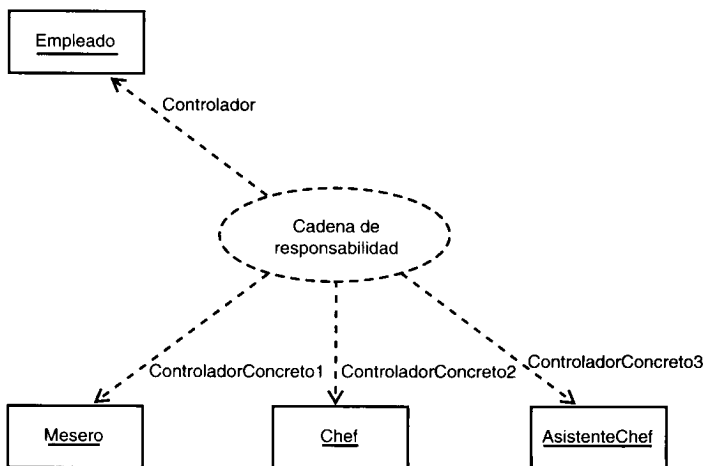 Empleado
Controlador
Cadena de
responsabilidad
ControladorConcreto1
ControladorConcreto2
ControladorConcreto3
Mesero
Chef
AsistenteChef